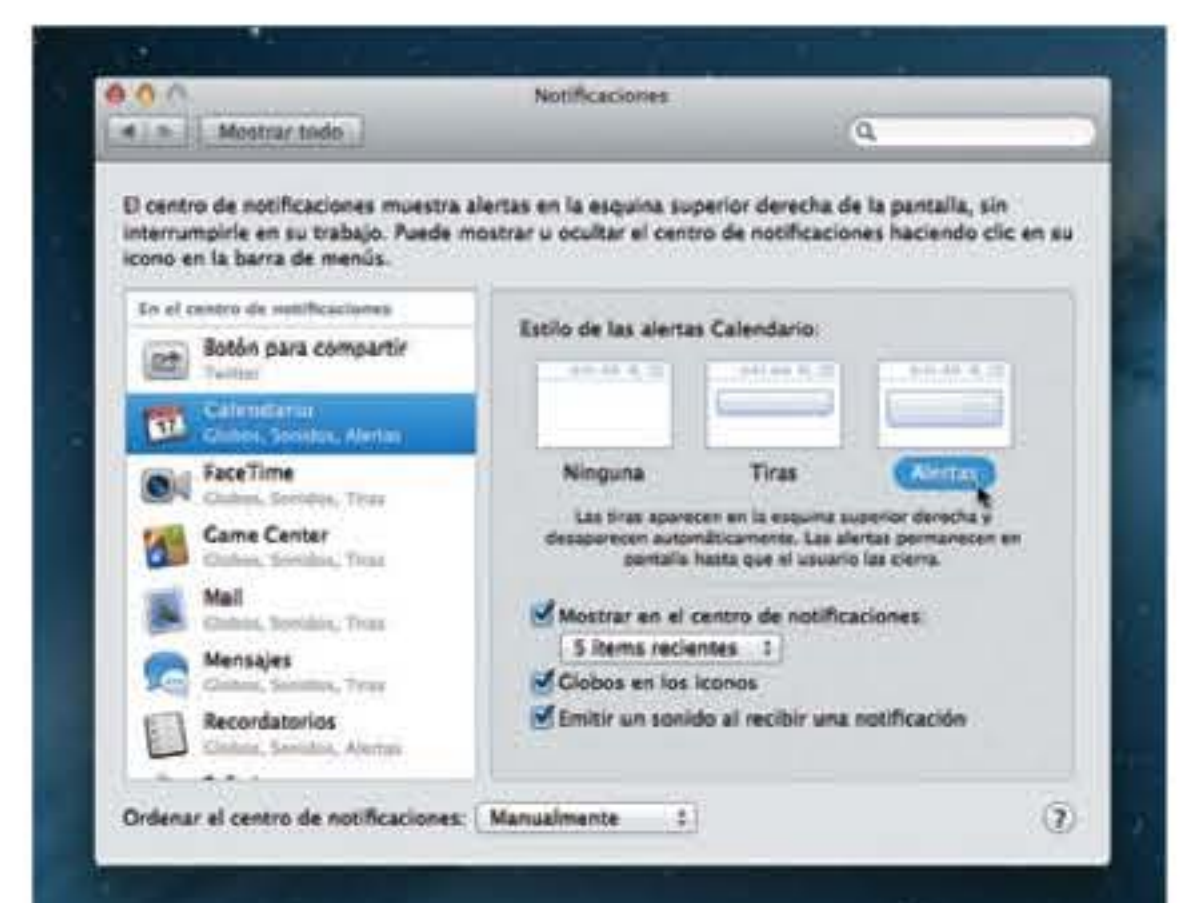 Notificaciones
Mostrar todo
El centro de notificaciones muestra alertas en la esquina superior derecha de la pantalla, sin
interrumpirle en su trabajo. Puede mostrar u ocultar el centro de notificaciones haciendo clic en su
icono en la barra de menús.
En el centro de notificaciones
Botón para compartir
Twitter
Calendario
17
Globos, Sonidos, Alertas
FaceTime
Globos, Sonidos, Tiras
Game Center
Globos, Sonidos, Tiras
Mail
Globos, Sonidos, Tiras
Mensajes
Globos, Sonidos, Tiras
Recordatorios
Globos, Sonidos, Alertas
Estilo de las alertas Calendario:
Ninguna
Tiras
Alertas
Las tiras aparecen en la esquina superior derecha y
desaparecen automáticamente. Las alertas permanecen en
pantalla hasta que el usuario las cierra.
Mostrar en el centro de notificaciones:
5 ítems recientes
Globos en los iconos
Emitir un sonido al recibir una notificación
Ordenar el centro de notificaciones: Manualmente
?